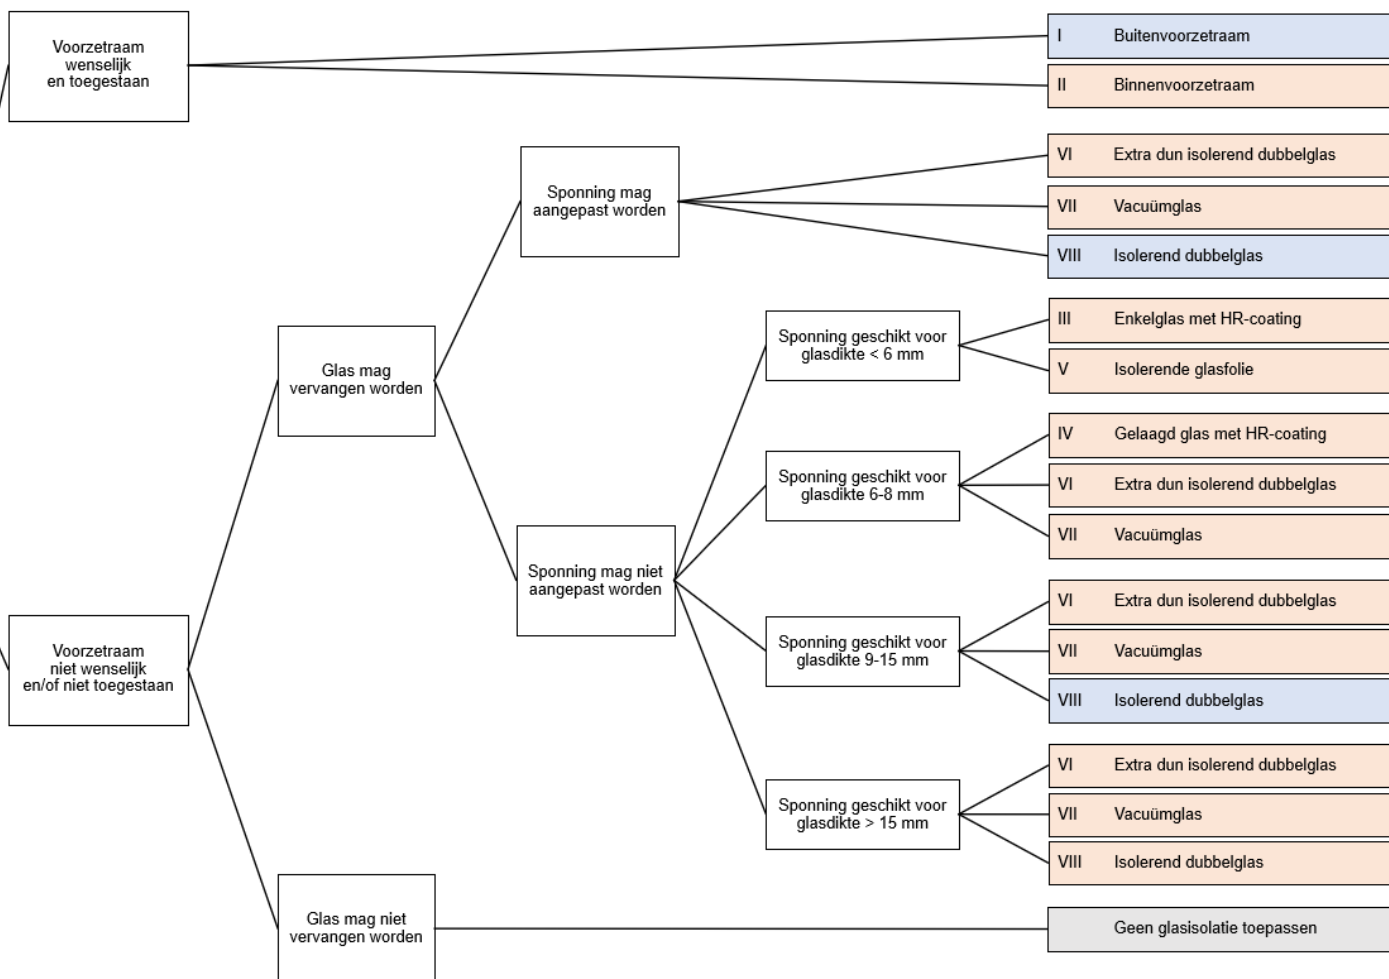 Voorzetraam
wenselijk
en toegestaan
I Buitenvoorzetraam
II Binnenvoorzetraam
Sponning mag
aangepast worden
VI Extra dun isolerend dubbelglas
VII Vacuümglas
VIII Isolerend dubbelglas
Glas mag
vervangen worden
Sponning geschikt voor
glasdikte < 6 mm
III Enkelglas met HR-coating
V Isolerende glasfolie
Sponning geschikt voor
glasdikte 6-8 mm
IV Gelaagd glas met HR-coating
VI Extra dun isolerend dubbelglas
VII Vacuümglas
Sponning mag niet
aangepast worden
Sponning geschikt voor
glasdikte 9-15 mm
VI Extra dun isolerend dubbelglas
VII Vacuümglas
VIII Isolerend dubbelglas
Voorzetraam
niet wenselijk
en/of niet toegestaan
Sponning geschikt voor
glasdikte > 15 mm
VI Extra dun isolerend dubbelglas
VII Vacuümglas
VIII Isolerend dubbelglas
Glas mag niet
vervangen worden
Geen glasisolatie toepassen